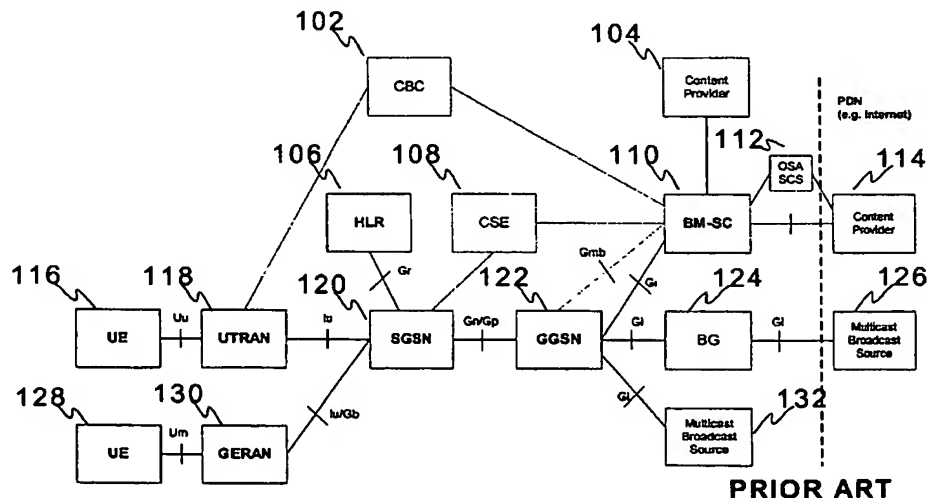 102
104
CBC
Content
Provider
PDN
(e.g. Internet)
106
108
110
112
OSA
SCS
114
HLR
CSE
BM-SC
Content
Provider
Gmb
Gr
Gi
116
118
120
122
124
126
Uu
Iu
Gn/Gp
Gi
Gi
UE
UTRAN
SGSN
GGSN
BG
Multicast
Broadcast
Source
128
130
132
Um
Iu/Gb
Gi
UE
GERAN
Multicast
Broadcast
Source
PRIOR ART